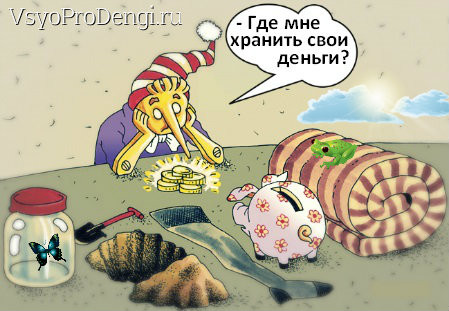 VsyoProDengi.ru
- Где мне
хранить свои
деньги?